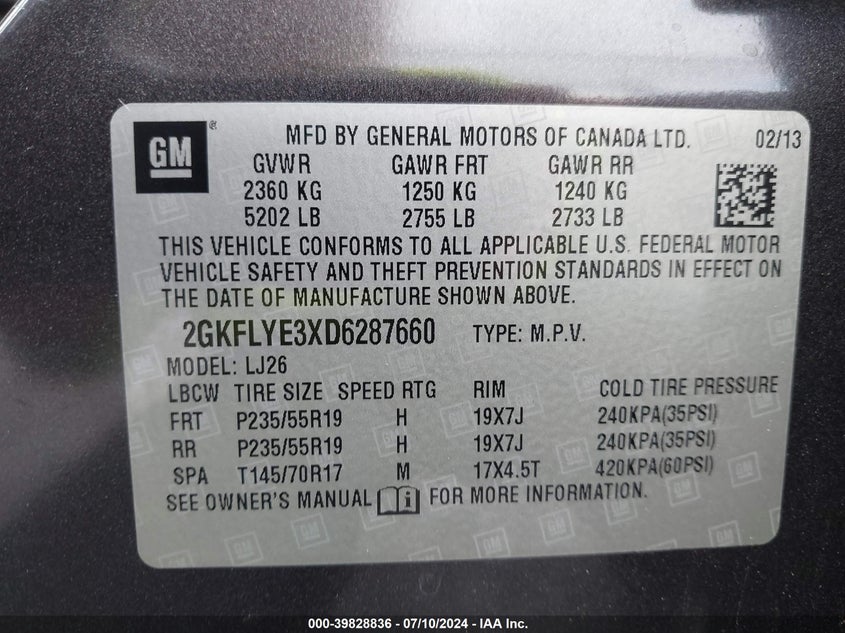 GM ® MFD BY GENERAL MOTORS OF CANADA LTD. 02/13
GVWR GAWR FRT GAWR RR
2360 KG 1250 KG 1240 KG
5202 LB 2755 LB 2733 LB
THIS VEHICLE CONFORMS TO ALL APPLICABLE U.S. FEDERAL MOTOR
VEHICLE SAFETY AND THEFT PREVENTION STANDARDS IN EFFECT ON
THE DATE OF MANUFACTURE SHOWN ABOVE.
2GKFLYE3XD6287660 TYPE: M.P.V.
MODEL: LJ26
LBCW TIRE SIZE SPEED RTG RIM COLD TIRE PRESSURE
FRT P235/55R19 H 19X7J 240KPA(35PSI)
RR P235/55R19 H 19X7J 240KPA(35PSI)
SPA T145/70R17 M 17X4.5T 420KPA(60PSI)
SEE OWNER'S MANUAL i FOR MORE INFORMATION.
000-39828836 - 07/10/2024 - IAA Inc.